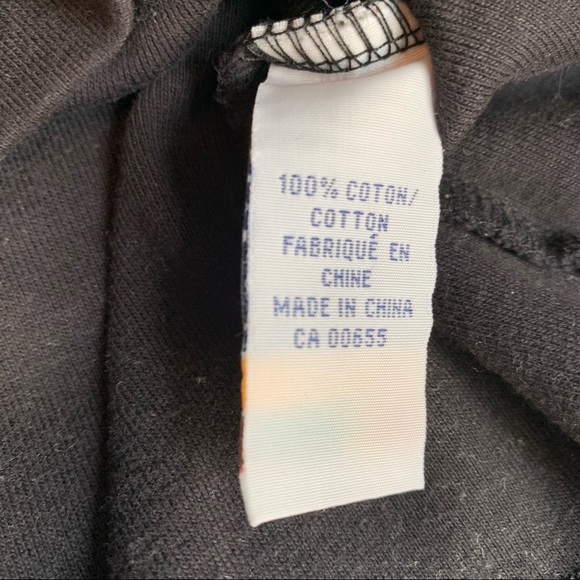 100% COTON/
COTTON
FABRIQUÉ EN
CHINE
MADE IN CHINA
CA 00655